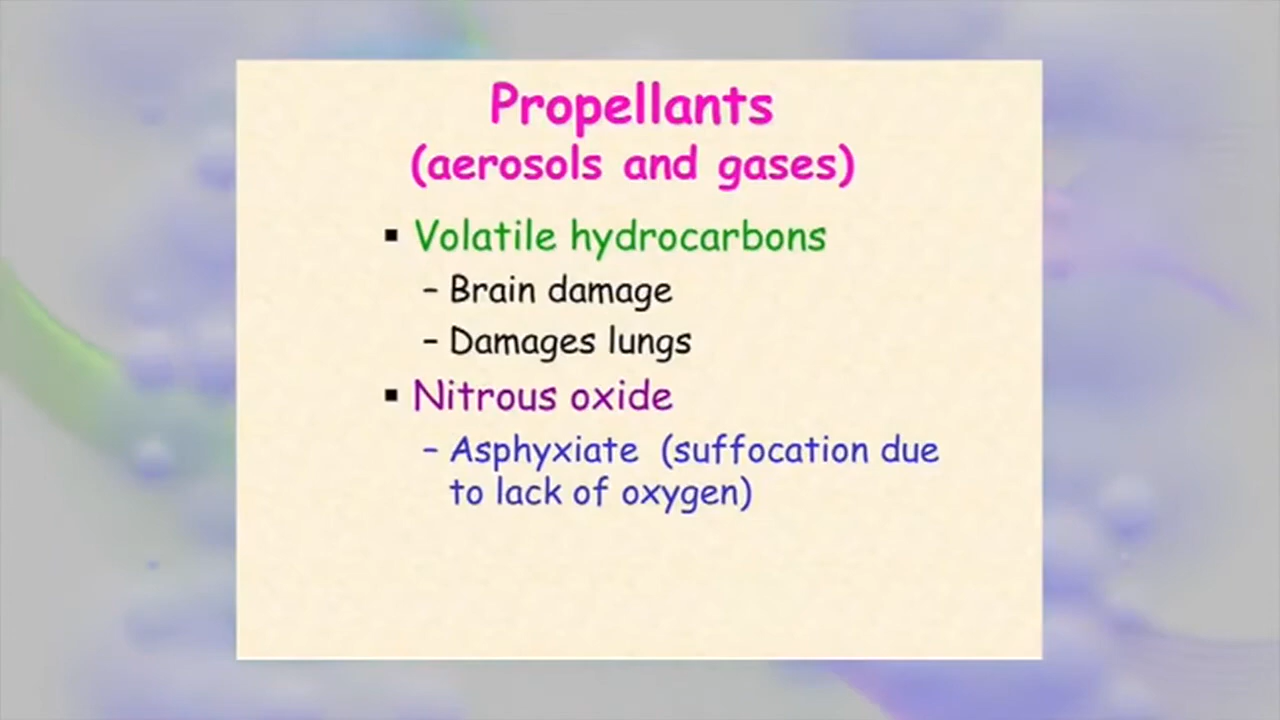 Propellants
(aerosols and gases)
▪ Volatile hydrocarbons
– Brain damage
– Damages lungs
▪ Nitrous oxide
– Asphyxiate (suffocation due
to lack of oxygen)